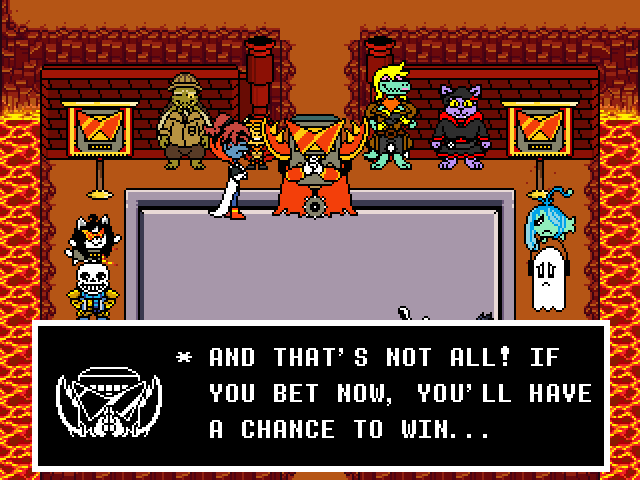 * AND THAT'S NOT ALL! IF
YOU BET NOW, YOU'LL HAVE
A CHANCE TO WIN...